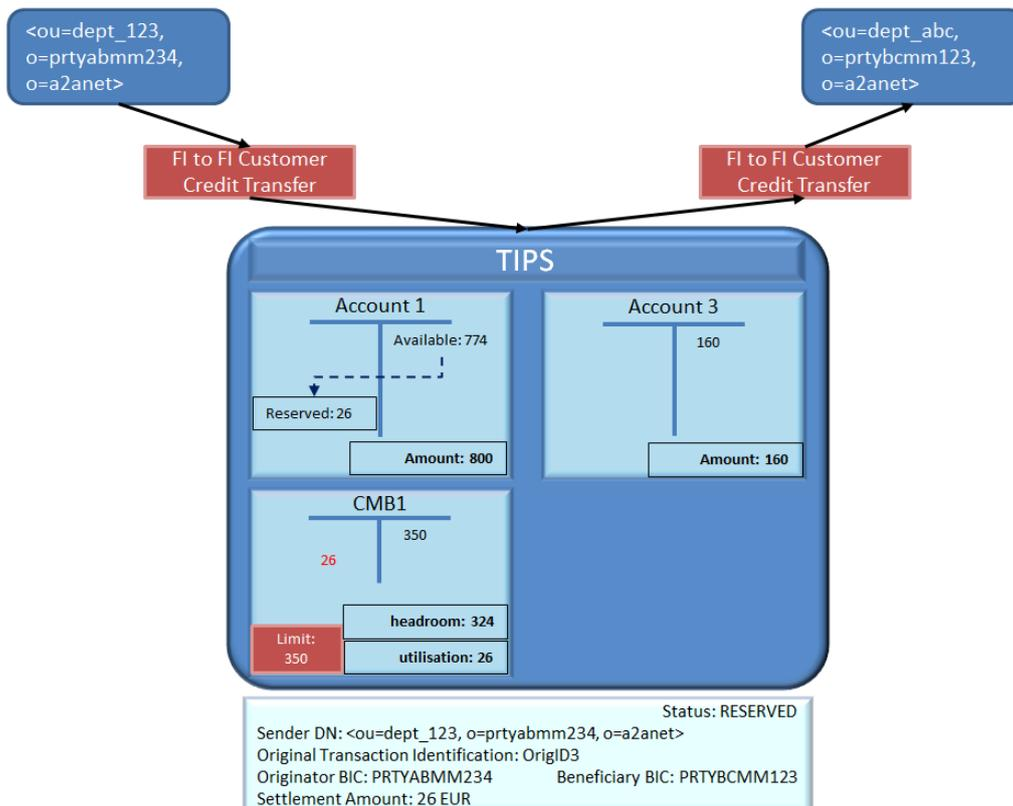 <ou=dept_123,
o=prtyabmm234,
o=a2anet>
<ou=dept_abc,
o=prtybcmm123,
o=a2anet>
FI to FI Customer
Credit Transfer
FI to FI Customer
Credit Transfer
TIPS
Account 1
Available: 774
Reserved: 26
Amount: 800
Account 3
160
Amount: 160
CMB1
350
26
headroom: 324
Limit:
350
utilisation: 26
Status: RESERVED
Sender DN: <ou=dept_123, o=prtyabmm234, o=a2anet>
Original Transaction Identification: OrigID3
Originator BIC: PRTYABMM234 Beneficiary BIC: PRTYBCMM123
Settlement Amount: 26 EUR